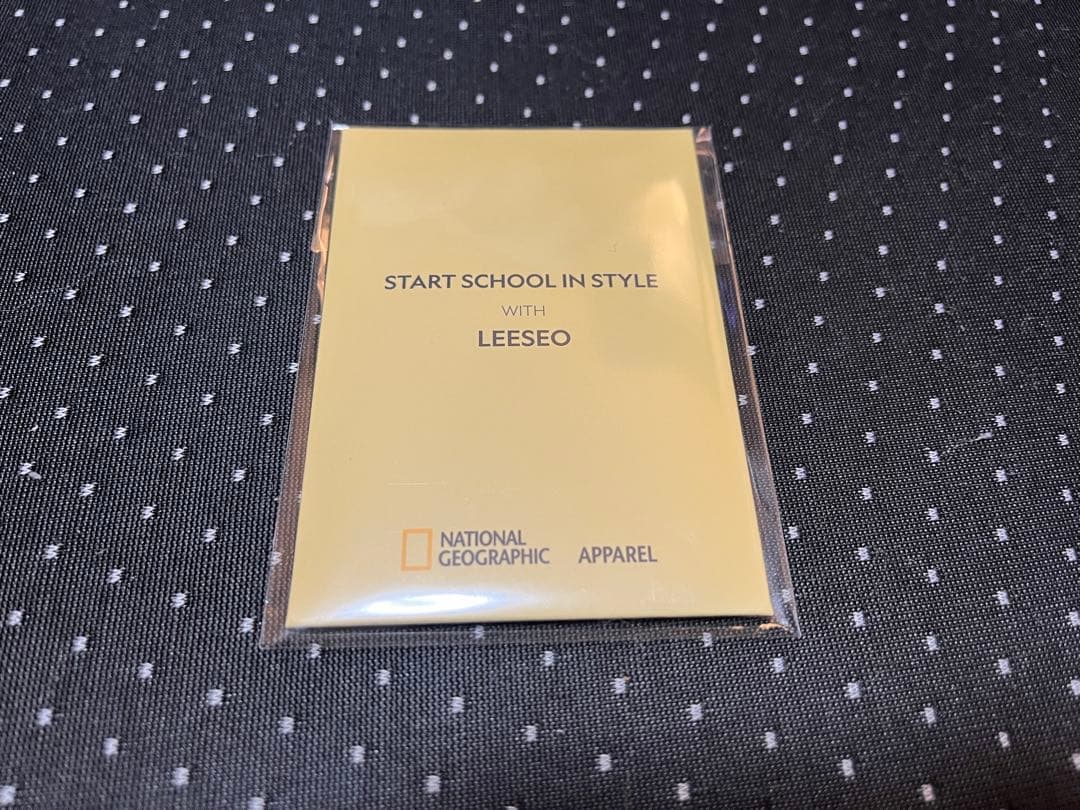 START SCHOOL IN STYLE
WITH
LEESEO
NATIONAL
GEOGRAPHIC APPAREL